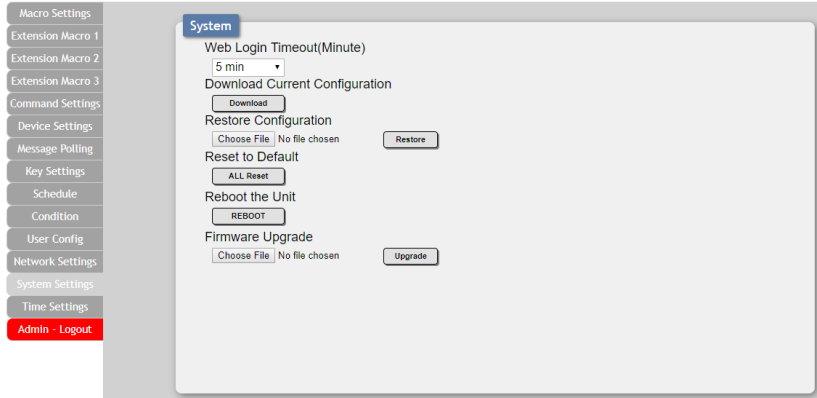 Macro Settings
Extension Macro 1
Extension Macro 2
Extension Macro 3
Command Settings
Device Settings
Message Polling
Key Settings
Schedule
Condition
User Config
Network Settings
System Settings
Time Settings
Admin - Logout
System
Web Login Timeout(Minute)
5 min
Download Current Configuration
Download
Restore Configuration
Choose File No file chosen Restore
Reset to Default
ALL Reset
Reboot the Unit
REBOOT
Firmware Upgrade
Choose File No file chosen Upgrade